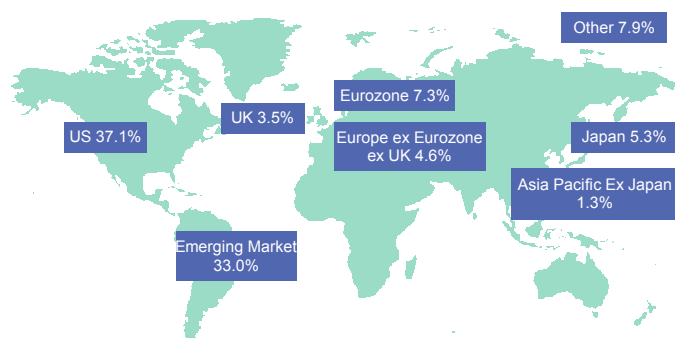 Other 7.9%
Eurozone 7.3%
UK 3.5%
US 37.1%
Europe ex Eurozone
ex UK 4.6%
Japan 5.3%
Asia Pacific Ex Japan
1.3%
Emerging Market
33.0%